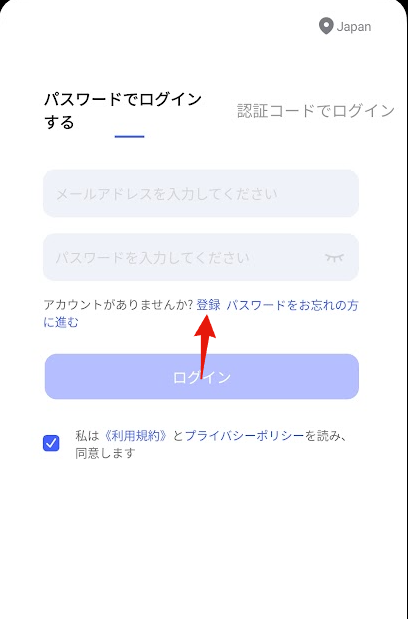 Japan
パスワードでログイン
する
認証コードでログイン
メールアドレスを入力してください
パスワードを入力してください
アカウントがありませんか? 登録 パスワードをお忘れの方
に進む
ログイン
私は《利用規約》とプライバシーポリシーを読み、
同意します